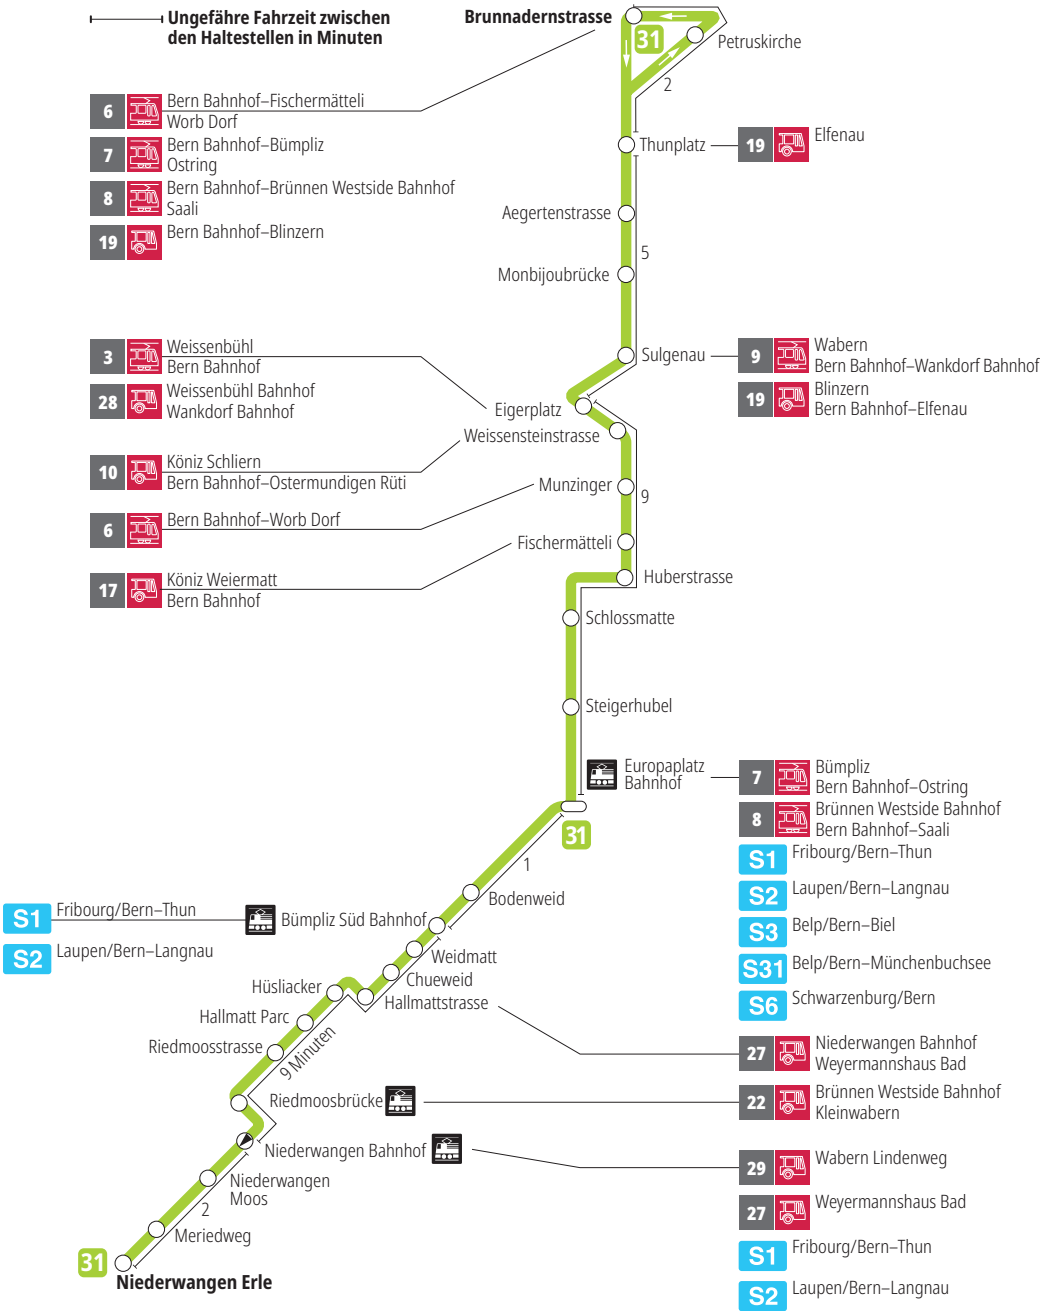 Ungefähre Fahrzeit zwischen
den Haltestellen in Minuten
Brunnadernstrasse
31
Petruskirche
2
6
Bern Bahnhof–Fischermätteli
Worb Dorf
7
Bern Bahnhof–Bümpliz
Ostring
8
Bern Bahnhof–Brünnen Westside Bahnhof
Saali
19
Bern Bahnhof–Blinzern
Thunplatz
19
Elfenau
Aegertenstrasse
5
Monbijoubrücke
Sulgenau
9
Wabern
Bern Bahnhof–Wankdorf Bahnhof
19
Blinzern
Bern Bahnhof–Elfenau
3
Weissenbühl
Bern Bahnhof
28
Weissenbühl Bahnhof
Wankdorf Bahnhof
Eigerplatz
Weissensteinstrasse
10
Köniz Schliern
Bern Bahnhof–Ostermundigen Rüti
Munzinger
9
6
Bern Bahnhof–Worb Dorf
Fischermätteli
17
Köniz Weiermatt
Bern Bahnhof
Huberstrasse
Schlossmatte
Steigerhubel
Europaplatz
Bahnhof
31
7
Bümpliz
Bern Bahnhof–Ostring
8
Brünnen Westside Bahnhof
Bern Bahnhof–Saali
S1
Fribourg/Bern–Thun
S2
Laupen/Bern–Langnau
S3
Belp/Bern–Biel
S31
Belp/Bern–Münchenbuchsee
S6
Schwarzenburg/Bern
1
Bodenweid
S1
Fribourg/Bern–Thun
S2
Laupen/Bern–Langnau
Bümpliz Süd Bahnhof
Weidmatt
Chueweid
Hallmattstrasse
27
Niederwangen Bahnhof
Weyermannshaus Bad
Hüsliacker
Hallmatt Parc
Riedmoosstrasse
9 Minuten
Riedmoosbrücke
22
Brünnen Westside Bahnhof
Kleinwabern
Niederwangen Bahnhof
29
Wabern Lindenweg
27
Weyermannshaus Bad
S1
Fribourg/Bern–Thun
S2
Laupen/Bern–Langnau
Niederwangen
Moos
2
Meriedweg
31
Niederwangen Erle